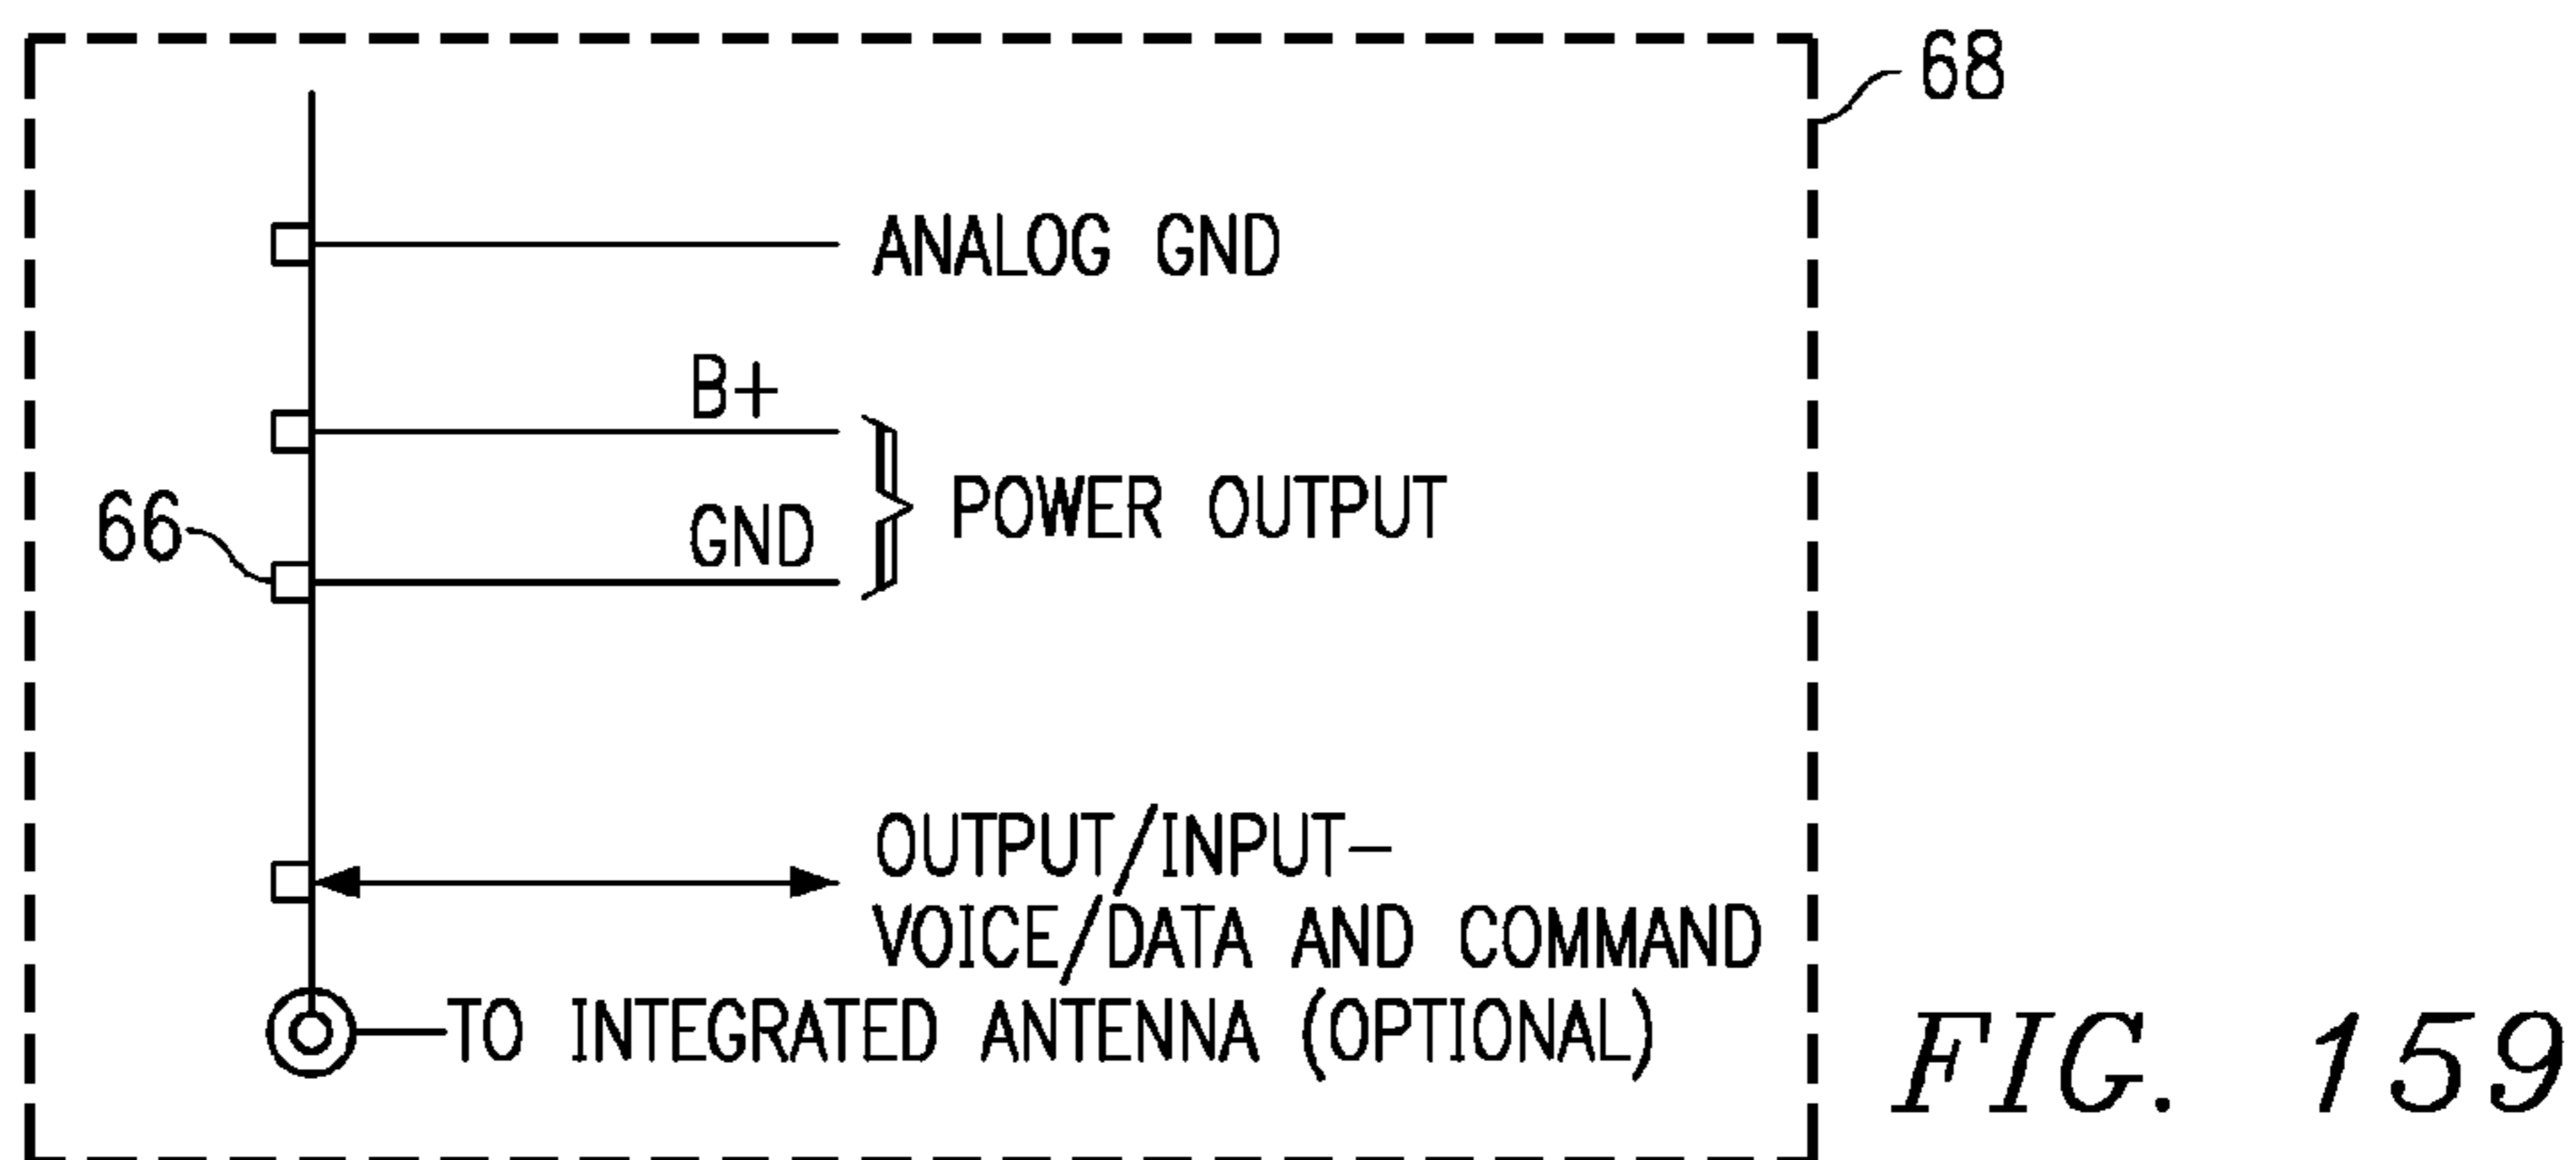 68
ANALOG GND
B+
66
GND
POWER OUTPUT
OUTPUT/INPUT-
VOICE/DATA AND COMMAND
TO INTEGRATED ANTENNA (OPTIONAL)
FIG. 159